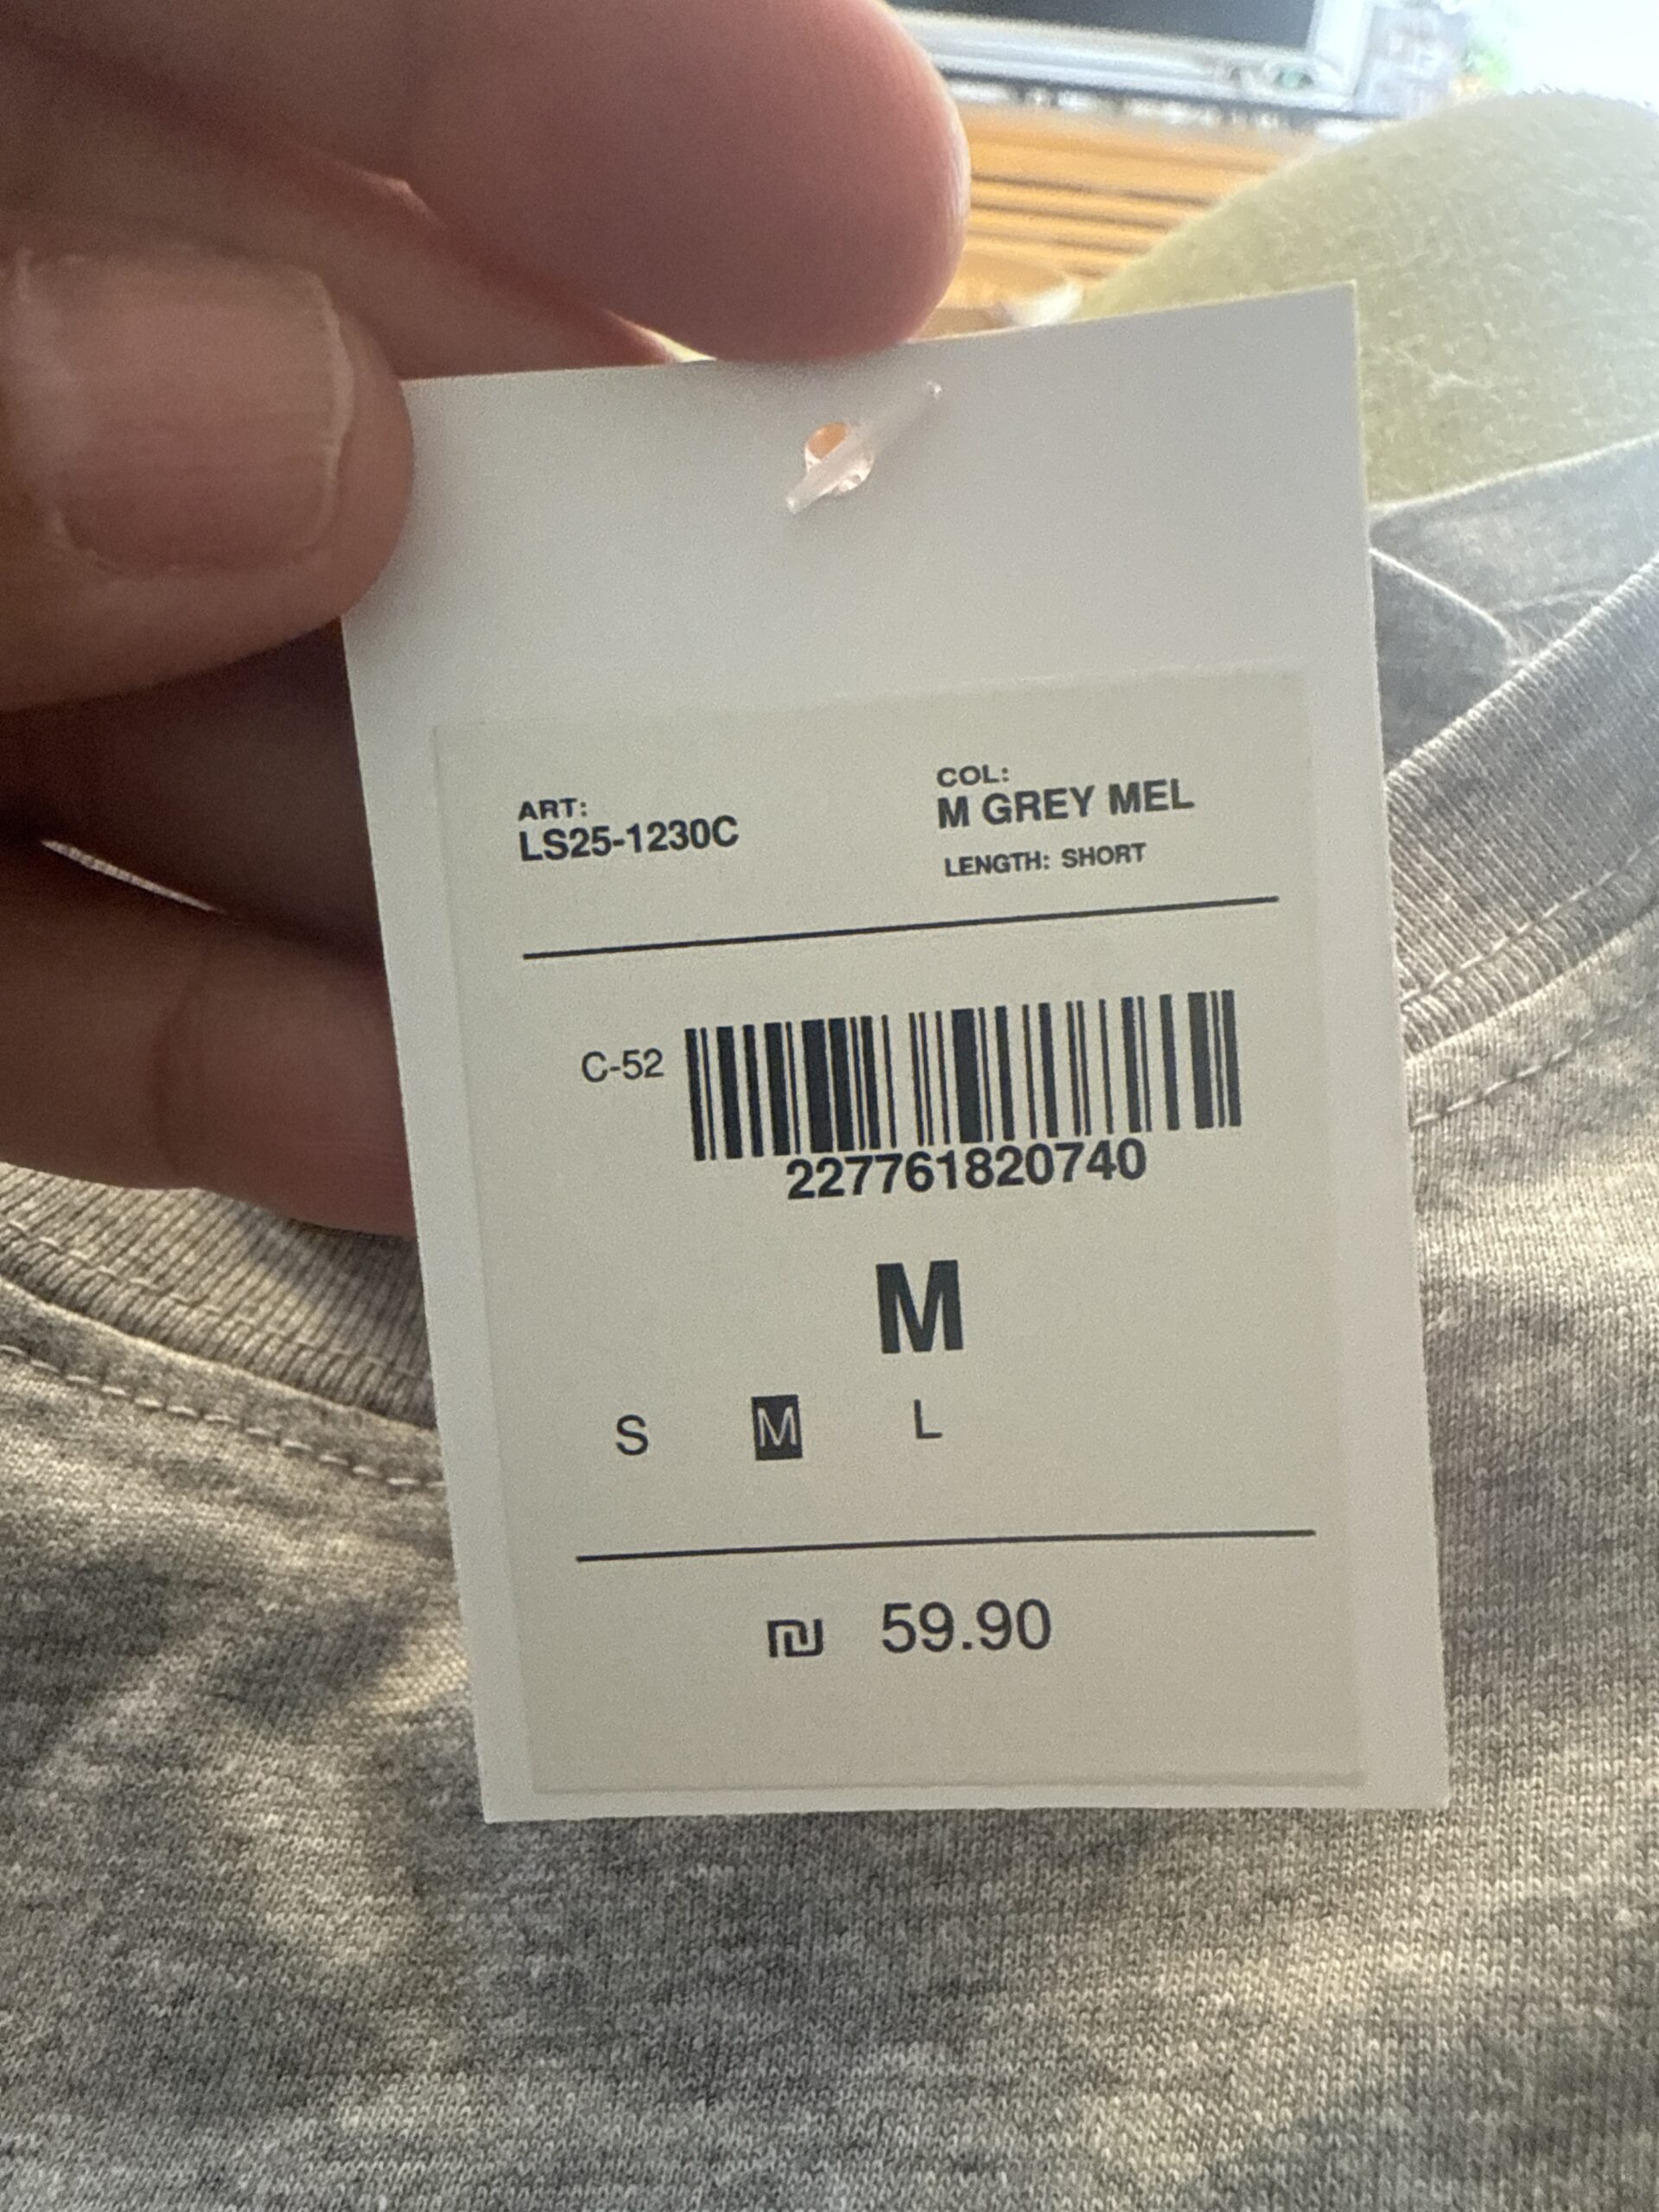 ART:
LS25-1230C
COL:
M GREY MEL
LENGTH: SHORT
C-52
227761820740
M
S M L
₪ 59.90